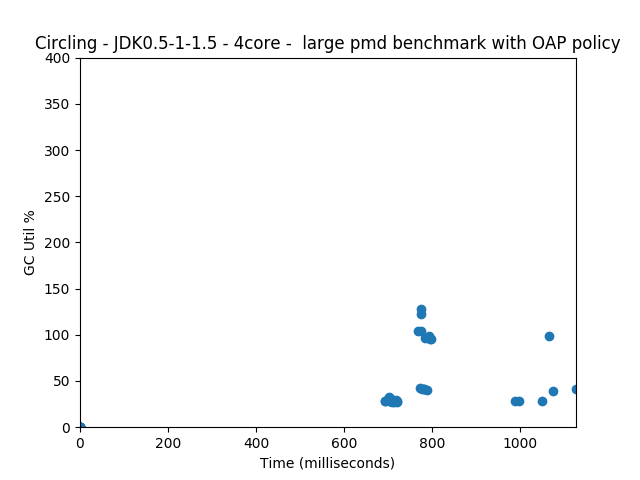 Circling - JDK0.5-1-1.5 - 4core -  large pmd benchmark with OAP policy
400
350
300
250
200
150
100
50
0
GC Util %
0 200 400 600 800 1000
Time (milliseconds)